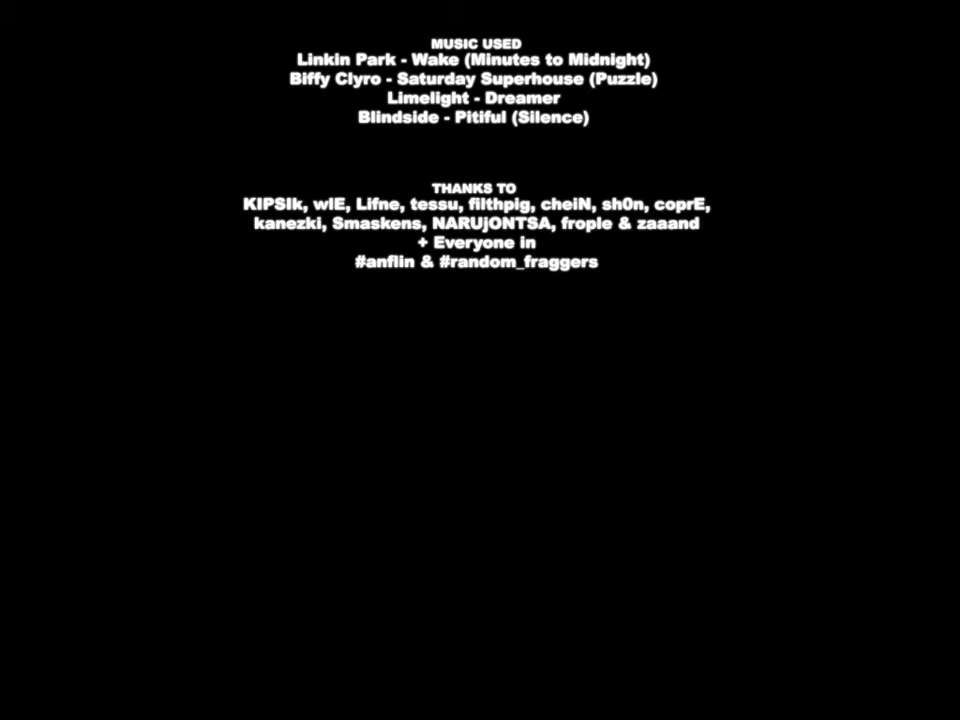 MUSIC USED
Linkin Park - Wake (Minutes to Midnight)
Biffy Clyro - Saturday Superhouse (Puzzle)
Limelight - Dreamer
Blindside - Pitiful (Silence)
THANKS TO
KIPSIk, wIE, Lifne, tessu, filthpig, cheiN, sh0n, coprE,
kanezki, Smaskens, NARUjONTSA, frople & zaaand
+ Everyone in
#anflin & #random_fraggers